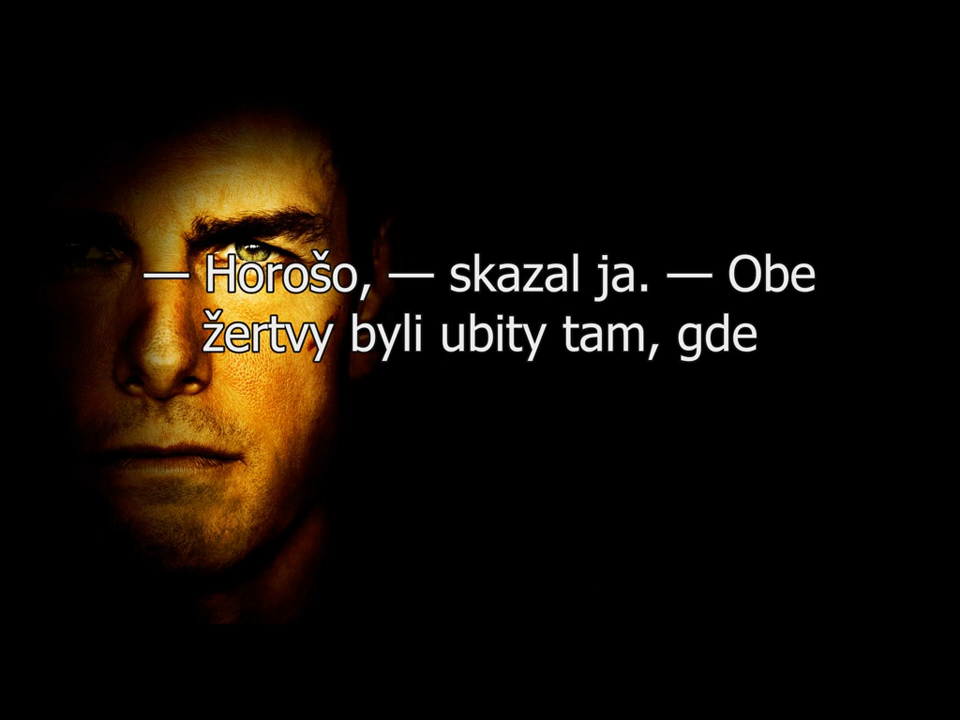 — Horošo, — skazal ja. — Obe
žertvy byli ubity tam, gde